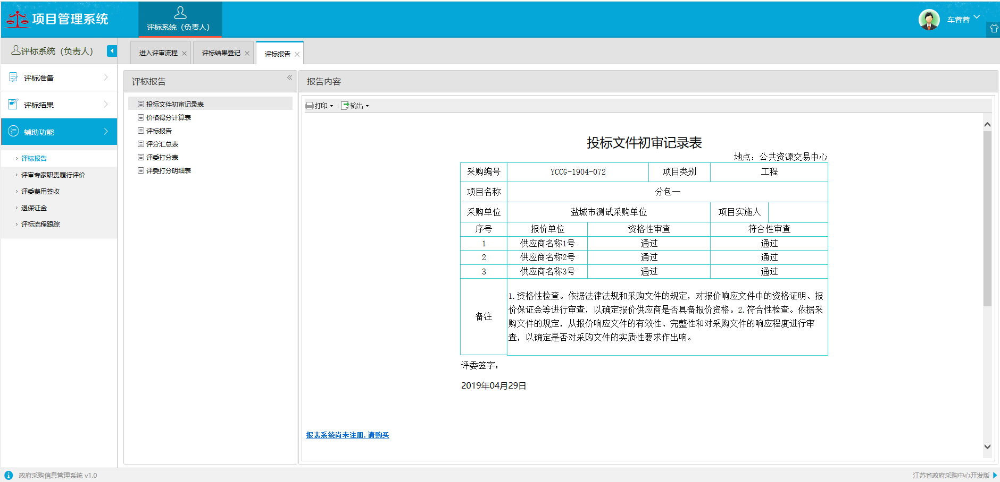 项目管理系统
评标系统（负责人）
车蓉蓉
评标系统（负责人）
进入评审流程
评标结果登记
评标报告
评标准备
评标结果
辅助功能
评标报告
评审专家职责履行评价
评委费用签收
退保证金
评标流程跟踪
评标报告
投标文件初审记录表
价格得分计算表
评标报告
评分汇总表
评委打分表
评委打分明细表
报告内容
打印 输出
投标文件初审记录表
地点：公共资源交易中心
采购编号 YCCG-1904-072 项目类别 工程
项目名称 分包一
采购单位 盐城市测试采购单位 项目实施人
序号 报价单位 资格性审查 符合性审查
1 供应商名称1号 通过 通过
2 供应商名称2号 通过 通过
3 供应商名称3号 通过 通过
备注
1.资格性检查。依据法律法规和采购文件的规定，对报价响应文件中的资格证明、报
价保证金等进行审查，以确定报价供应商是否具备报价资格。2.符合性检查。依据采
购文件的规定，从报价响应文件的有效性、完整性和对采购文件的响应程度进行审
查，以确定是否对采购文件的实质性要求作出响。
评委签字：
2019年04月29日
报表系统尚未注册, 请购买
政府采购信息管理系统 v1.0
江苏省政府采购中心开发版